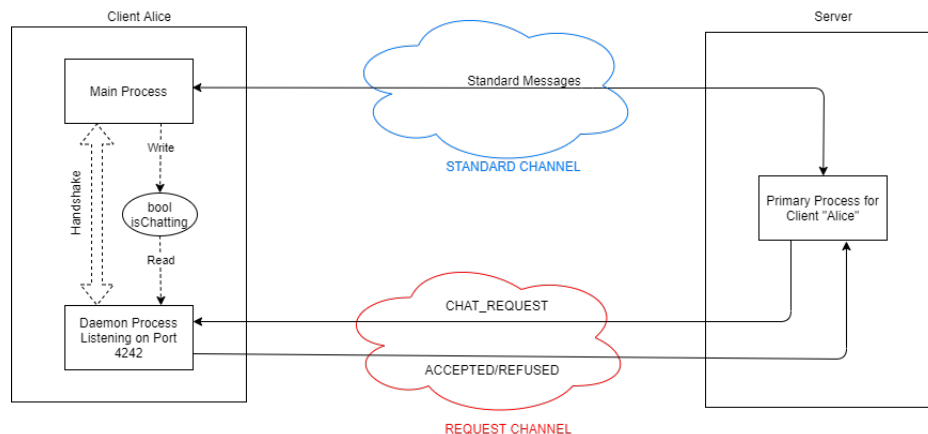 Client Alice
Server
Main Process
Standard Messages
STANDARD CHANNEL
Write
Handshake
bool
isChatting
Primary Process for
Client "Alice"
Read
CHAT_REQUEST
Daemon Process
Listening on Port
4242
ACCEPTED/REFUSED
REQUEST CHANNEL